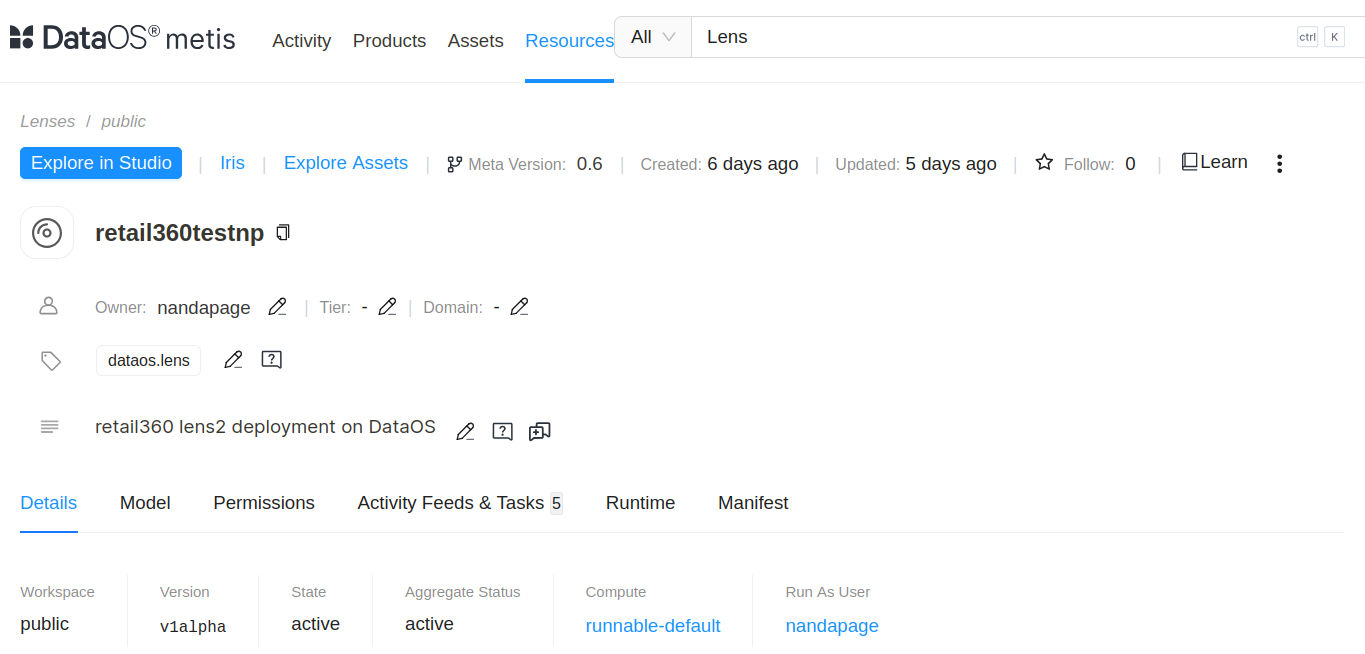 DataOS® metis Activity Products Assets Resources All Lens ctrl K
Lenses / public
Explore in Studio | Iris | Explore Assets | Meta Version: 0.6 | Created: 6 days ago | Updated: 5 days ago | Follow: 0 | Learn
retail360testnp
Owner: nandapage | Tier: - | Domain: -
dataos.lens ?
retail360 lens2 deployment on DataOS ?
Details Model Permissions Activity Feeds & Tasks 5 Runtime Manifest
Workspace Version State Aggregate Status Compute Run As User
public v1alpha active active runnable-default nandapage